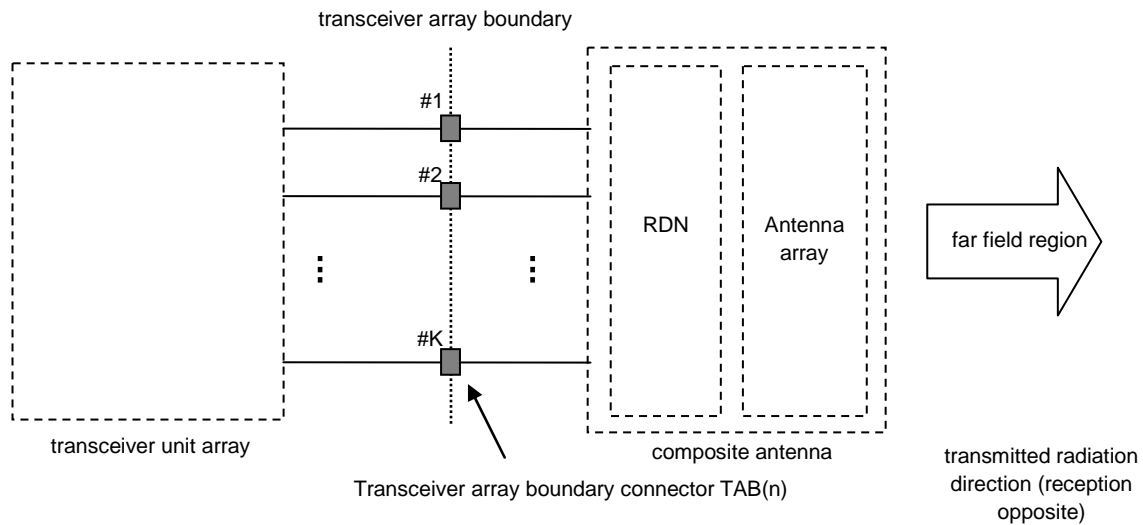 transceiver array boundary
#1
#2
RDN
Antenna
array
far field region
#K
transceiver unit array
composite antenna
Transceiver array boundary connector TAB(n)
transmitted radiation
direction (reception
opposite)